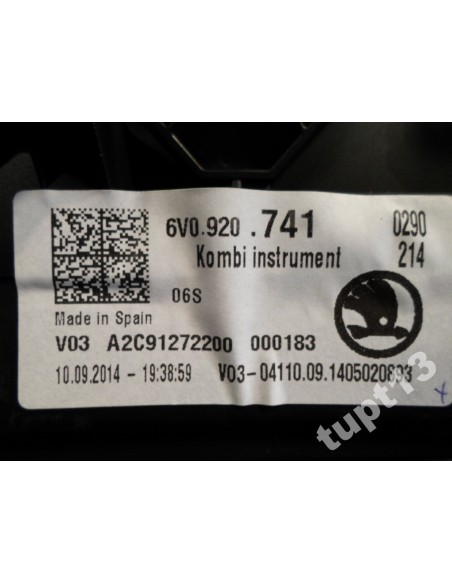 6V0.920 .741 0290
Kombi instrument 214
06S
Made in Spain
V03 A2C91272200 000183
10.09.2014 - 19:38:59 V03-04110.09.1405020893
tupt13